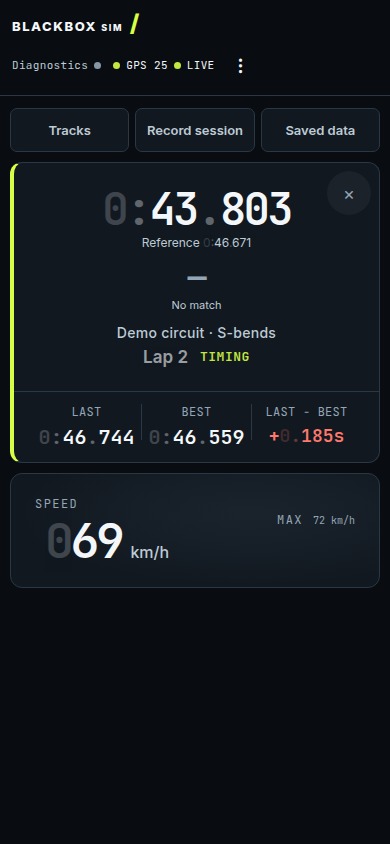 BLACKBOX SIM /
Diagnostics GPS 25 LIVE
Tracks Record session Saved data
0:43.803
×
Reference 0:46.671
—
No match
Demo circuit · S-bends
Lap 2 TIMING
LAST BEST LAST - BEST
0:46.744 0:46.559 +0.185s
SPEED
MAX 72 km/h
069 km/h